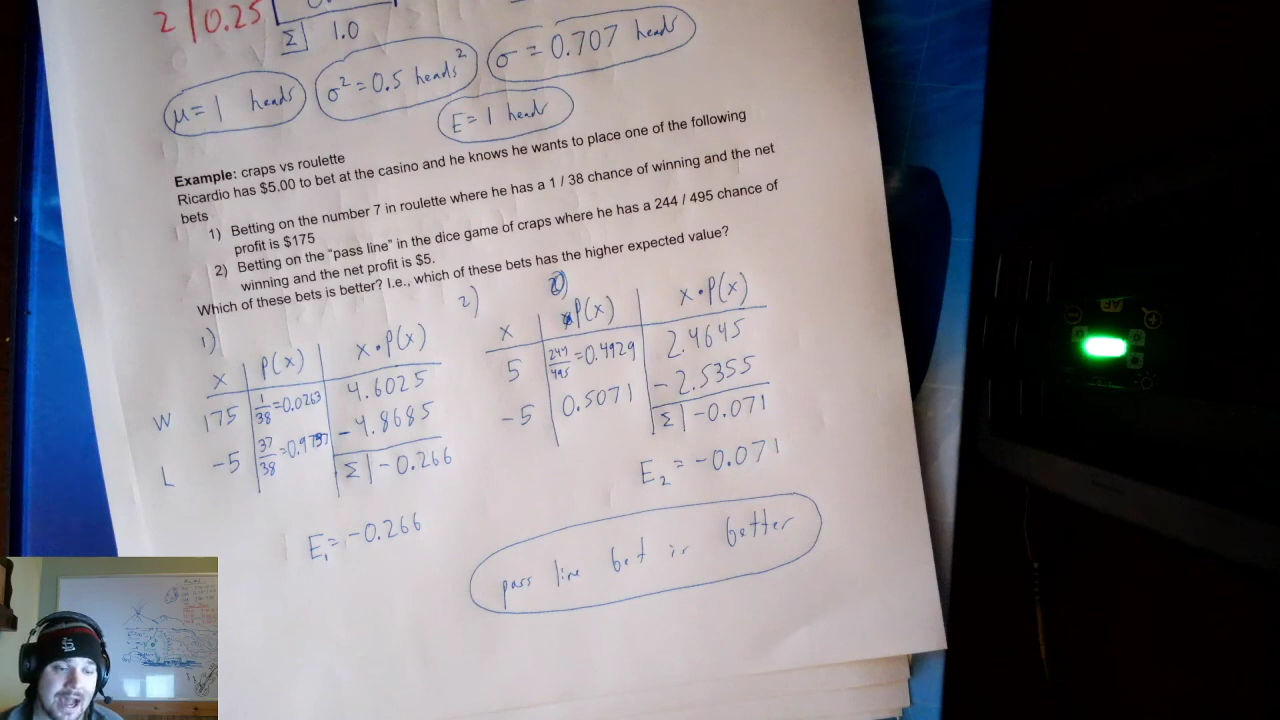 2 | 0.25
Σ| 1.0
μ = 1 heads
σ² = 0.5 heads²
σ = 0.707 heads
E = 1 heads
Example: craps vs roulette
Ricardio has $5.00 to bet at the casino and he knows he wants to place one of the following
bets
1) Betting on the number 7 in roulette where he has a 1 / 38 chance of winning and the net
profit is $175
2) Betting on the “pass line” in the dice game of craps where he has a 244 / 495 chance of
winning and the net profit is $5.
Which of these bets is better? I.e., which of these bets has the higher expected value?
1)
x | P(x) | x•P(x)
W 175 | 1/38 =0.0263 | 4.6025
L -5 | 37/38 =0.9737 | -4.8685
Σ| -0.266
E₁= -0.266
2)
x | P(x) | x•P(x)
5 | 244/495 =0.4929 | 2.4645
-5 | 0.5071 | -2.5355
Σ| -0.071
E₂ = -0.071
pass line bet is better
AF